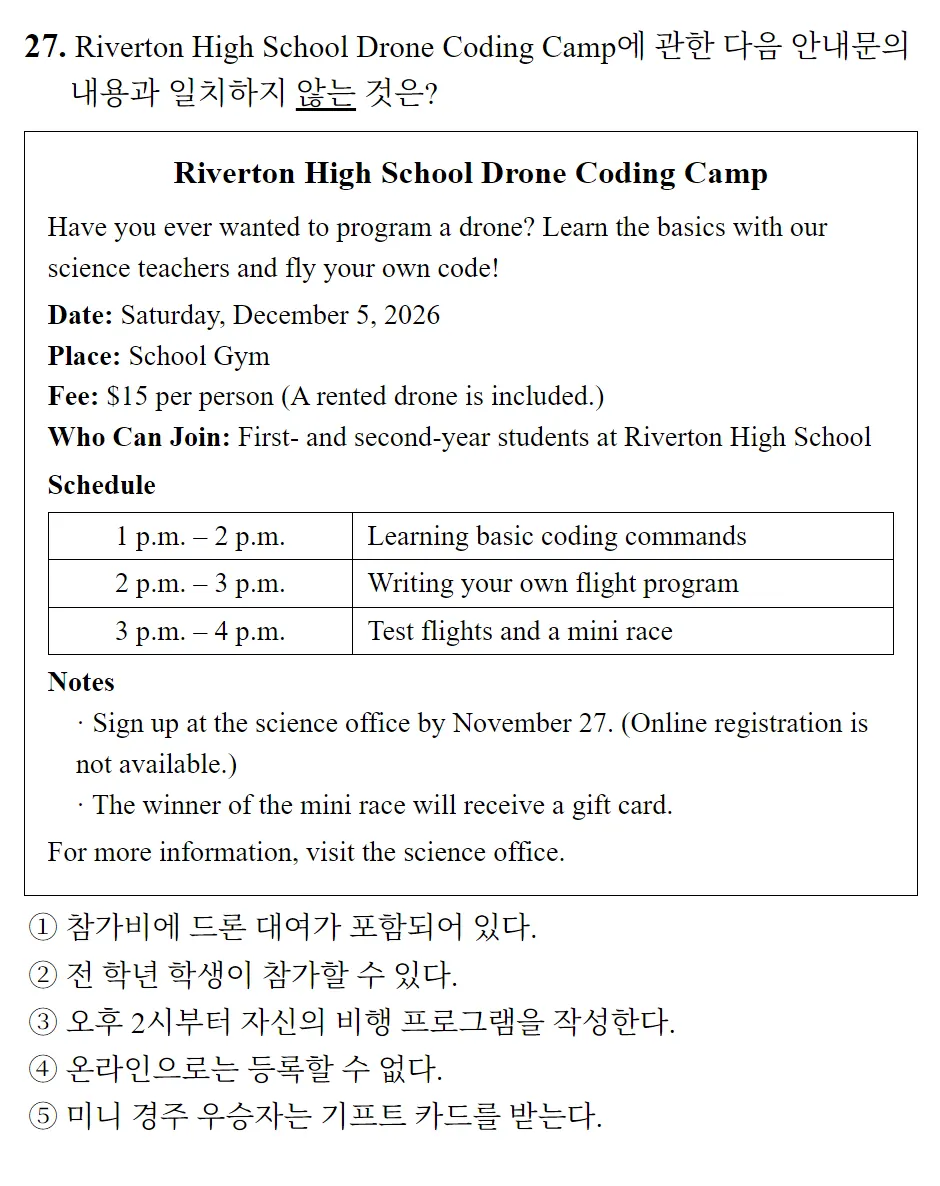 27. Riverton High School Drone Coding Camp에 관한 다음 안내문의
내용과 일치하지 않는 것은?
Riverton High School Drone Coding Camp
Have you ever wanted to program a drone? Learn the basics with our
science teachers and fly your own code!
Date: Saturday, December 5, 2026
Place: School Gym
Fee: $15 per person (A rented drone is included.)
Who Can Join: First- and second-year students at Riverton High School
Schedule
1 p.m. – 2 p.m. Learning basic coding commands
2 p.m. – 3 p.m. Writing your own flight program
3 p.m. – 4 p.m. Test flights and a mini race
Notes
· Sign up at the science office by November 27. (Online registration is
not available.)
· The winner of the mini race will receive a gift card.
For more information, visit the science office.
① 참가비에 드론 대여가 포함되어 있다.
② 전 학년 학생이 참가할 수 있다.
③ 오후 2시부터 자신의 비행 프로그램을 작성한다.
④ 온라인으로는 등록할 수 없다.
⑤ 미니 경주 우승자는 기프트 카드를 받는다.